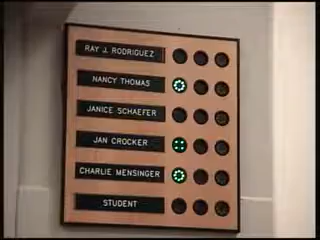 RAY J. RODRIGUEZ
NANCY THOMAS
JANICE SCHAEFER
JAN CROCKER
CHARLIE MENSINGER
STUDENT